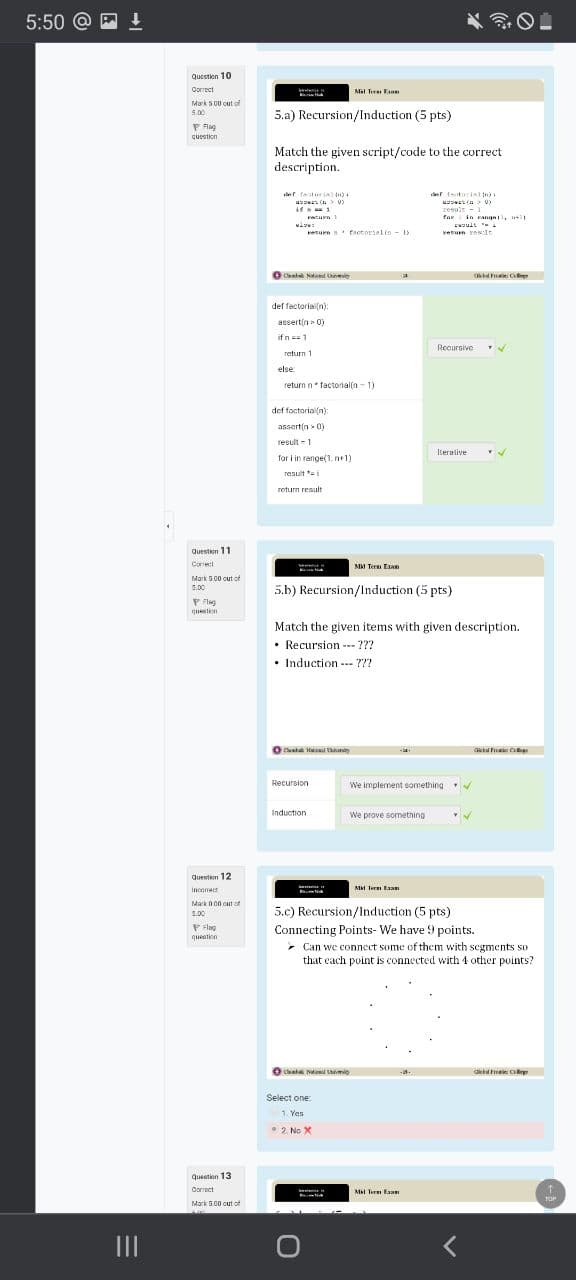 5:50
Question 10
Correct
Mark 5.00 out of
5.00
Flag
question
Mid Term Exam
5.a) Recursion/Induction (5 pts)
Match the given script/code to the correct
description.
def factorial(n):
assert(n > 0)
if n == 1
return 1
else:
return n * factorial(n - 1)
def factorial(n):
assert(n > 0)
result = 1
for i in range(1, n+1)
result *= i
return result
Chonbuk National University
Global Frontier College
def factorial(n):
assert(n > 0)
if n == 1
return 1
else:
return n * factorial(n – 1)
Recursive
def factorial(n):
assert(n > 0)
result = 1
for i in range(1, n+1)
result *= i
return result
Iterative
Question 11
Correct
Mark 5.00 out of
5.00
Flag
question
Mid Term Exam
5.b) Recursion/Induction (5 pts)
Match the given items with given description.
• Recursion --- ???
• Induction --- ???
Chonbuk National University
Global Frontier College
Recursion
We implement something
Induction
We prove something
Question 12
Incorrect
Mark 0.00 out of
5.00
Flag
question
Mid Term Exam
5.c) Recursion/Induction (5 pts)
Connecting Points- We have 9 points.
➢ Can we connect some of them with segments so
that each point is connected with 4 other points?
Chonbuk National University
Global Frontier College
Select one:
1. Yes
2. No
Question 13
Correct
Mark 5.00 out of
Mid Term Exam
TOP